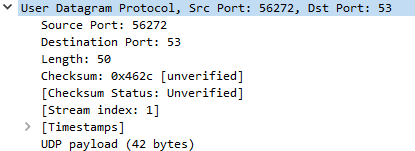 User Datagram Protocol, Src Port: 56272, Dst Port: 53
Source Port: 56272
Destination Port: 53
Length: 50
Checksum: 0x462c [unverified]
[Checksum Status: Unverified]
[Stream index: 1]
[Timestamps]
UDP payload (42 bytes)